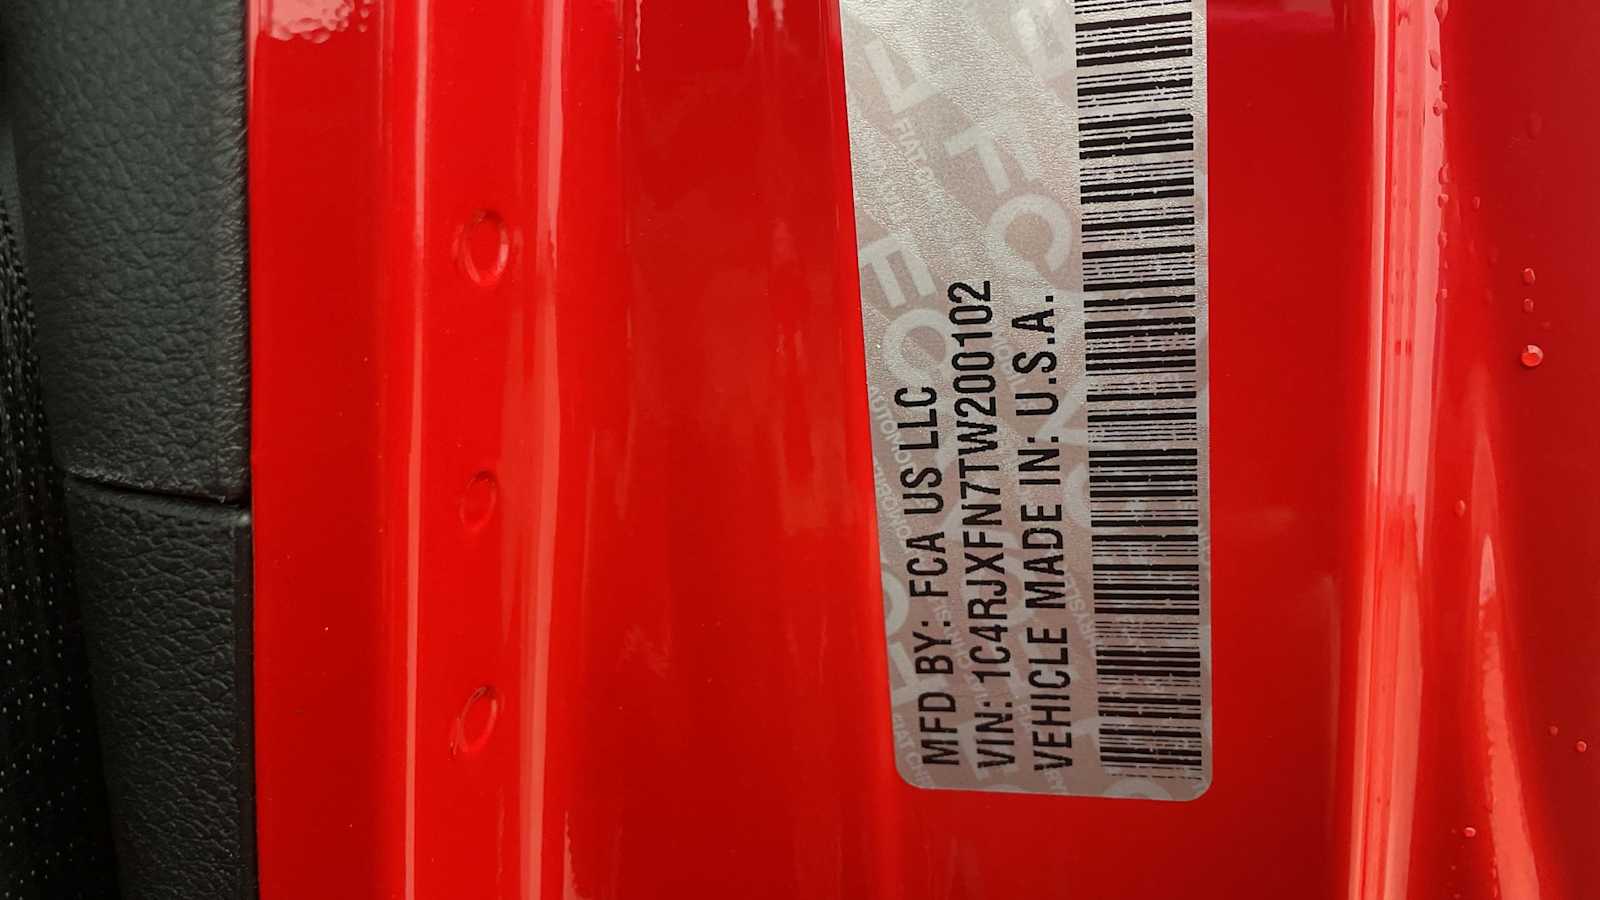 MFD BY: FCA US LLC
VIN: 1C4RJXFN7TW200102
VEHICLE MADE IN: U.S.A.